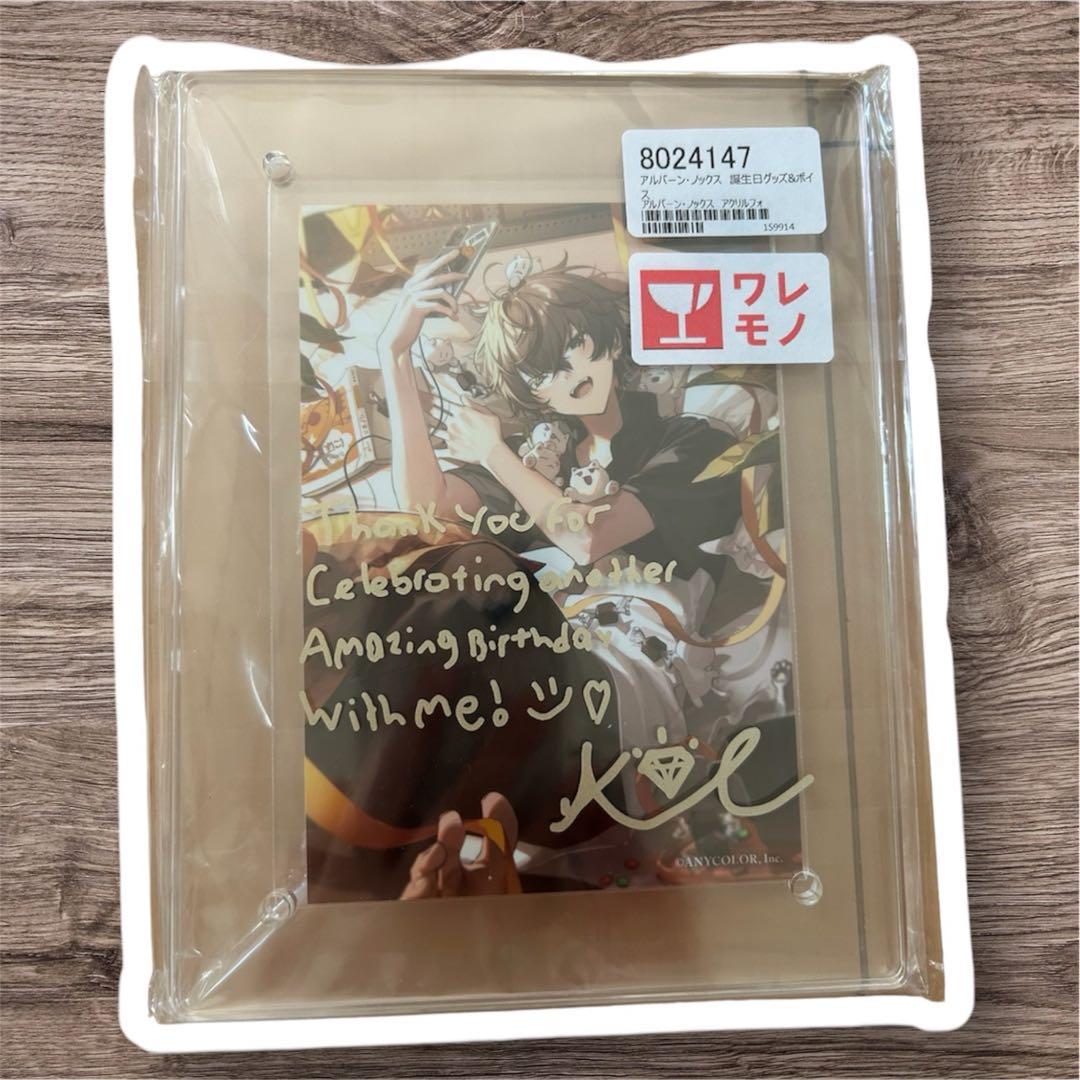 8024147
アルバーン・ノックス 誕生日グッズ&ボイ
ス
アルバーン・ノックス アクリルフォ
159914
ワレ
モノ
Thank You for
Celebrating another
Amazing Birthday
With me!
©ANYCOLOR, Inc.